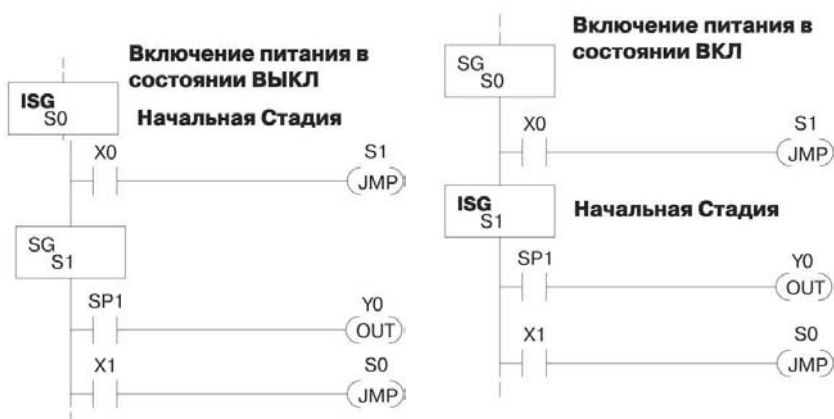 Включение питания в
состоянии ВЫКЛ
ISG
S0
Начальная Стадия
X0
S1
JMP
SG
S1
SP1
Y0
OUT
X1
S0
JMP
Включение питания в
состоянии ВКЛ
SG
S0
X0
S1
JMP
ISG
S1
Начальная Стадия
SP1
Y0
OUT
X1
S0
JMP